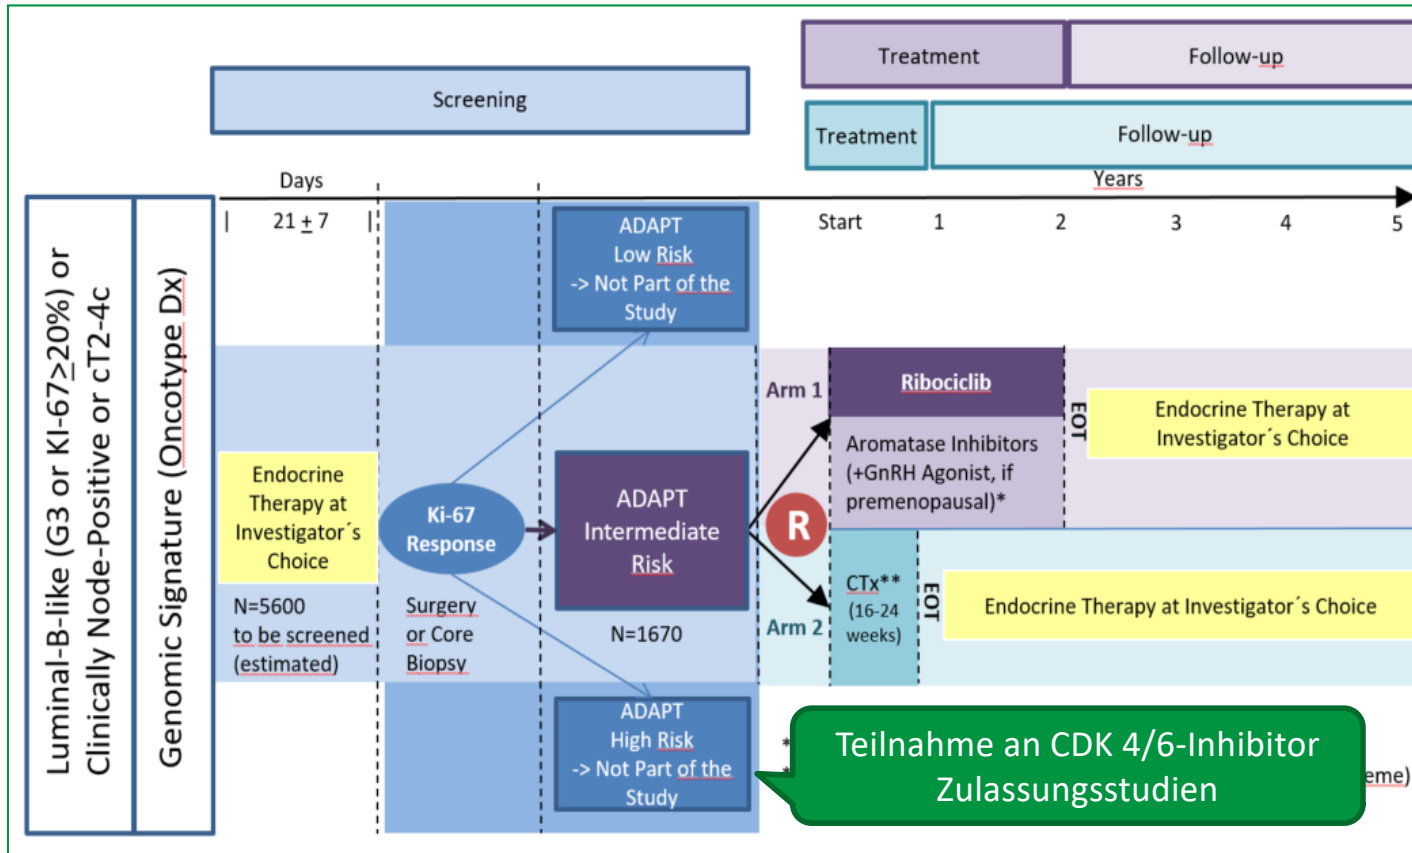 Treatment
Follow-up
Screening
Treatment
Follow-up
Days
Years
| 21 ± 7 |
Start 1 2 3 4 5
Luminal-B-like (G3 or KI-67≥20%) or
Clinically Node-Positive or cT2-4c
Genomic Signature (Oncotype Dx)
ADAPT
Low Risk
-> Not Part of the
Study
Endocrine
Therapy at
Investigator´s
Choice
N=5600
to be screened
(estimated)
Ki-67
Response
Surgery
or Core
Biopsy
ADAPT
Intermediate
Risk
N=1670
R
Arm 1
Ribociclib
Aromatase Inhibitors
(+GnRH Agonist, if
premenopausal)*
EOT
Endocrine Therapy at
Investigator´s Choice
Arm 2
CTx**
(16-24
weeks)
EOT
Endocrine Therapy at Investigator´s Choice
ADAPT
High Risk
-> Not Part of the
Study
Teilnahme an CDK 4/6-Inhibitor
Zulassungsstudien
*
*
eme)